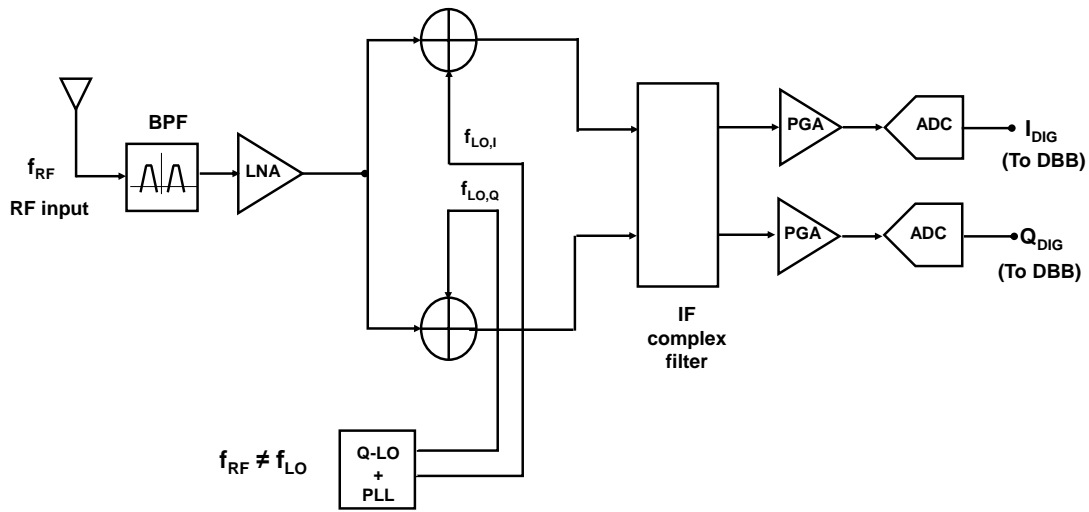 BPF
f_RF
RF input
LNA
f_LO,I
f_LO,Q
Q-LO
+
PLL
f_RF ≠ f_LO
IF
complex
filter
PGA
ADC
I_DIG
(To DBB)
PGA
ADC
Q_DIG
(To DBB)